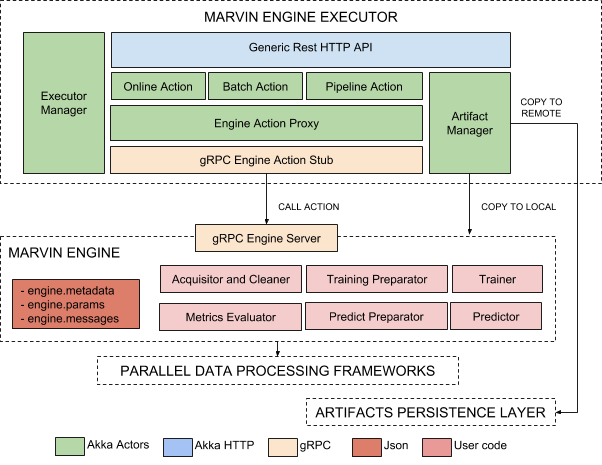 MARVIN ENGINE EXECUTOR
Generic Rest HTTP API
Executor
Manager
Online Action
Batch Action
Pipeline Action
Engine Action Proxy
gRPC Engine Action Stub
Artifact
Manager
COPY TO
REMOTE
CALL ACTION
COPY TO LOCAL
gRPC Engine Server
MARVIN ENGINE
- engine.metadata
- engine.params
- engine.messages
Acquisitor and Cleaner
Training Preparator
Trainer
Metrics Evaluator
Predict Preparator
Predictor
PARALLEL DATA PROCESSING FRAMEWORKS
ARTIFACTS PERSISTENCE LAYER
Akka Actors
Akka HTTP
gRPC
Json
User code